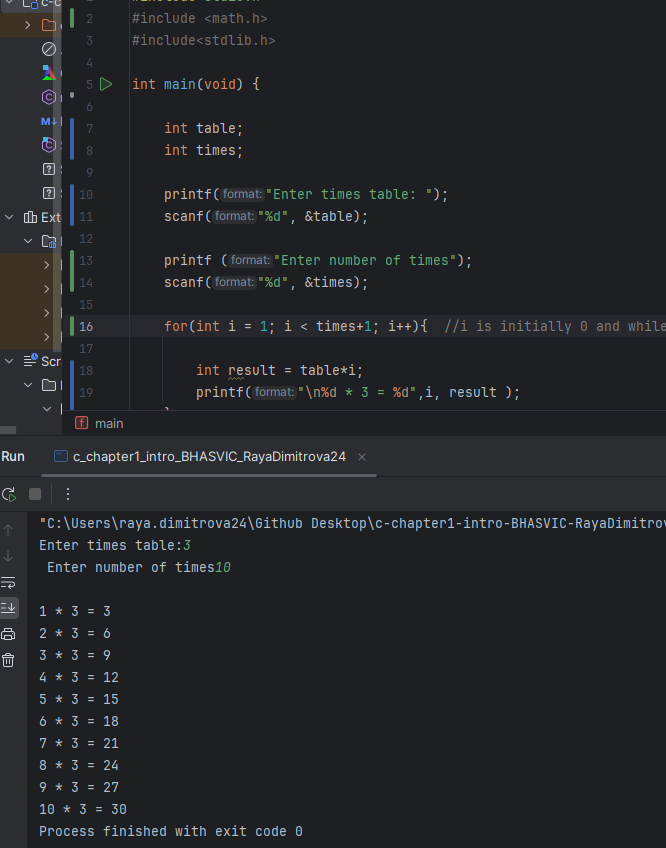 c-c
2 #include <math.h>
3 #include<stdlib.h>
4
5 int main(void) {
6
7 int table;
8 int times;
9
10 printf( format: "Enter times table: ");
11 scanf( format: "%d", &table);
12
Ext
13 printf ( format: "Enter number of times");
14 scanf( format: "%d", &times);
15
16 for(int i = 1; i < times+1; i++){ //i is initially 0 and while
17
Scra
18 int result = table*i;
19 printf( format: "\n%d * 3 = %d",i, result );
f main
Run c_chapter1_intro_BHASVIC_RayaDimitrova24 ×
"C:\Users\raya.dimitrova24\Github Desktop\c-chapter1-intro-BHASVIC-RayaDimitrov
Enter times table:3
Enter number of times10
1 * 3 = 3
2 * 3 = 6
3 * 3 = 9
4 * 3 = 12
5 * 3 = 15
6 * 3 = 18
7 * 3 = 21
8 * 3 = 24
9 * 3 = 27
10 * 3 = 30
Process finished with exit code 0